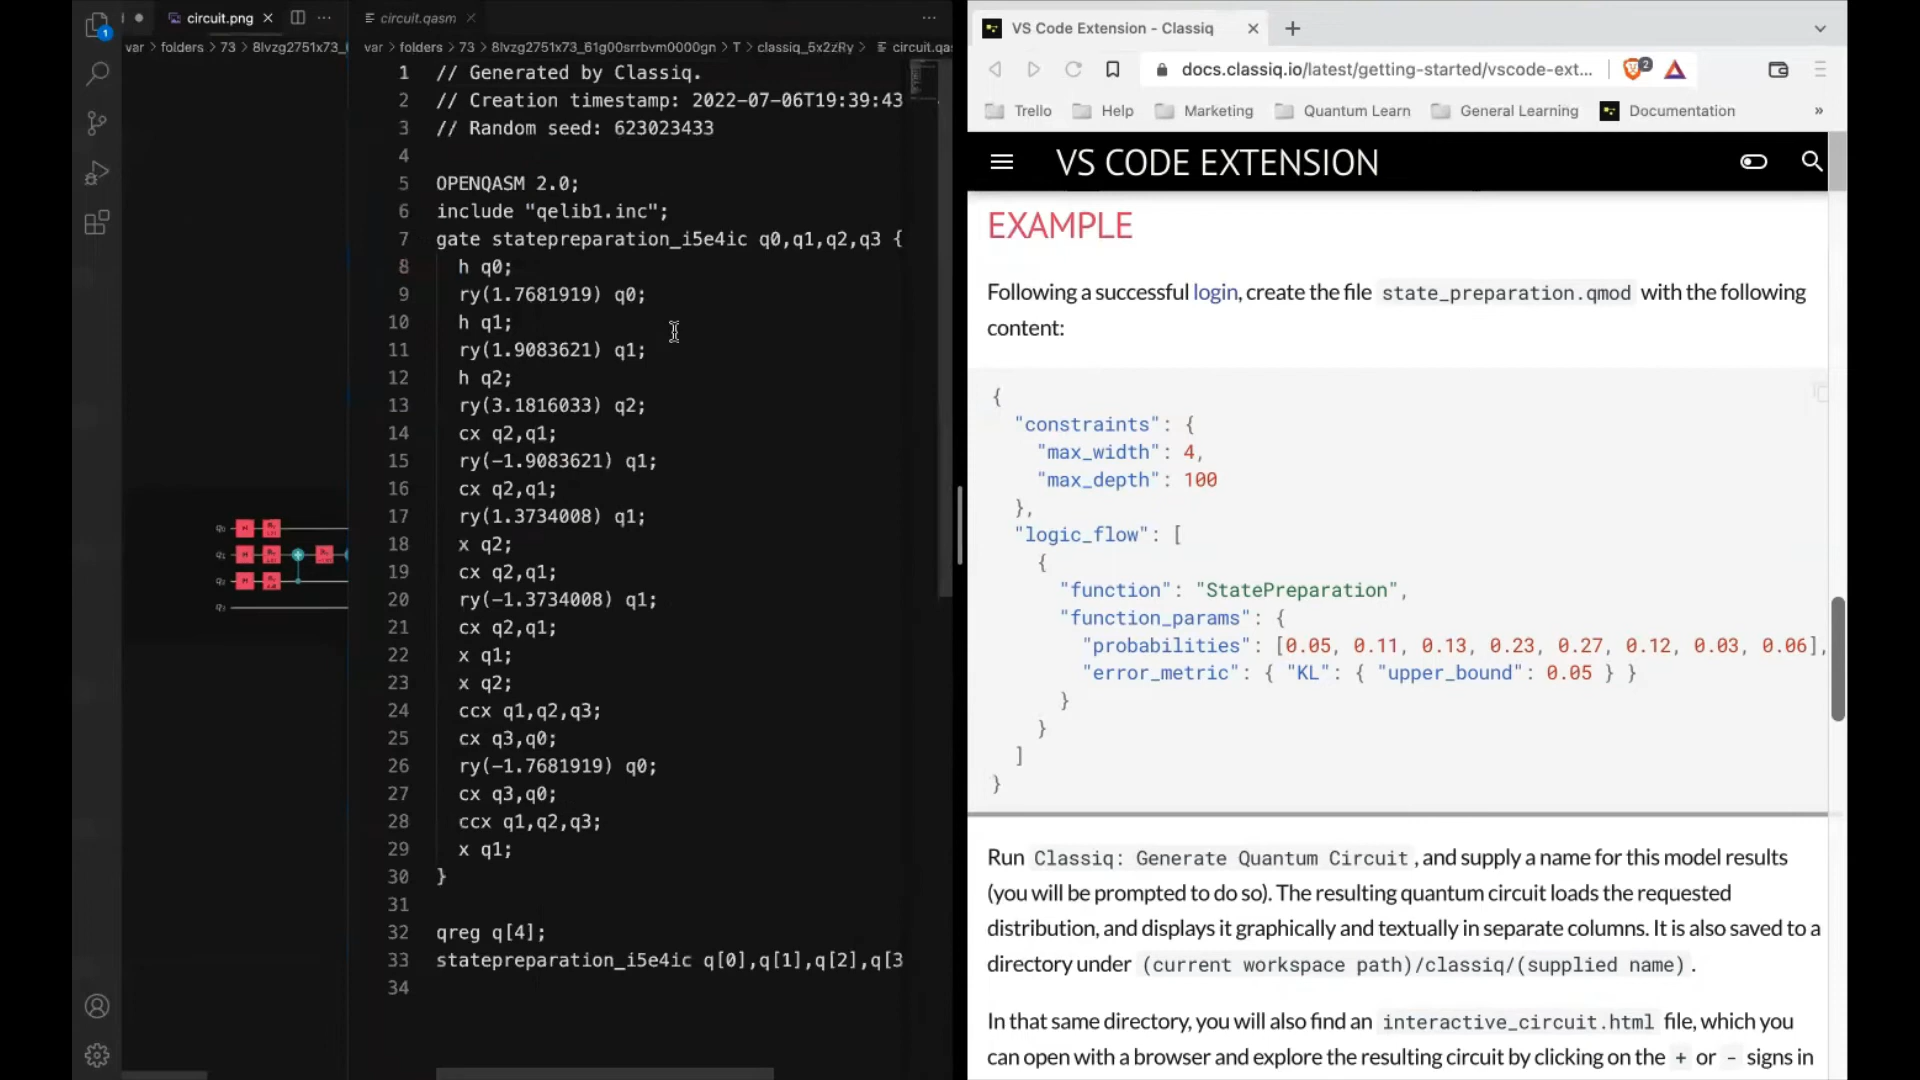 1
circuit.png
var > folders > 73 > 8lvzg2751x73_
circuit.qasm
var > folders > 73 > 8lvzg2751x73_61g00srrbvm0000gn > T > classiq_5x2zRy > circuit.qas
1 // Generated by Classiq.
2 // Creation timestamp: 2022-07-06T19:39:43
3 // Random seed: 623023433
4
5 OPENQASM 2.0;
6 include "qelib1.inc";
7 gate statepreparation_i5e4ic q0,q1,q2,q3 {
8 h q0;
9 ry(1.7681919) q0;
10 h q1;
11 ry(1.9083621) q1;
12 h q2;
13 ry(3.1816033) q2;
14 cx q2,q1;
15 ry(-1.9083621) q1;
16 cx q2,q1;
17 ry(1.3734008) q1;
18 x q2;
19 cx q2,q1;
20 ry(-1.3734008) q1;
21 cx q2,q1;
22 x q1;
23 x q2;
24 ccx q1,q2,q3;
25 cx q3,q0;
26 ry(-1.7681919) q0;
27 cx q3,q0;
28 ccx q1,q2,q3;
29 x q1;
30 }
31
32 qreg q[4];
33 statepreparation_i5e4ic q[0],q[1],q[2],q[3
34
VS Code Extension - Classiq
docs.classiq.io/latest/getting-started/vscode-ext...
2
Trello Help Marketing Quantum Learn General Learning Documentation »
VS CODE EXTENSION
EXAMPLE
Following a successful login, create the file state_preparation.qmod with the following
content:
{
"constraints": {
"max_width": 4,
"max_depth": 100
},
"logic_flow": [
{
"function": "StatePreparation",
"function_params": {
"probabilities": [0.05, 0.11, 0.13, 0.23, 0.27, 0.12, 0.03, 0.06],
"error_metric": { "KL": { "upper_bound": 0.05 } }
}
}
]
}
Run Classiq: Generate Quantum Circuit , and supply a name for this model results
(you will be prompted to do so). The resulting quantum circuit loads the requested
distribution, and displays it graphically and textually in separate columns. It is also saved to a
directory under (current workspace path)/classiq/(supplied name) .
In that same directory, you will also find an interactive_circuit.html file, which you
can open with a browser and explore the resulting circuit by clicking on the + or - signs in